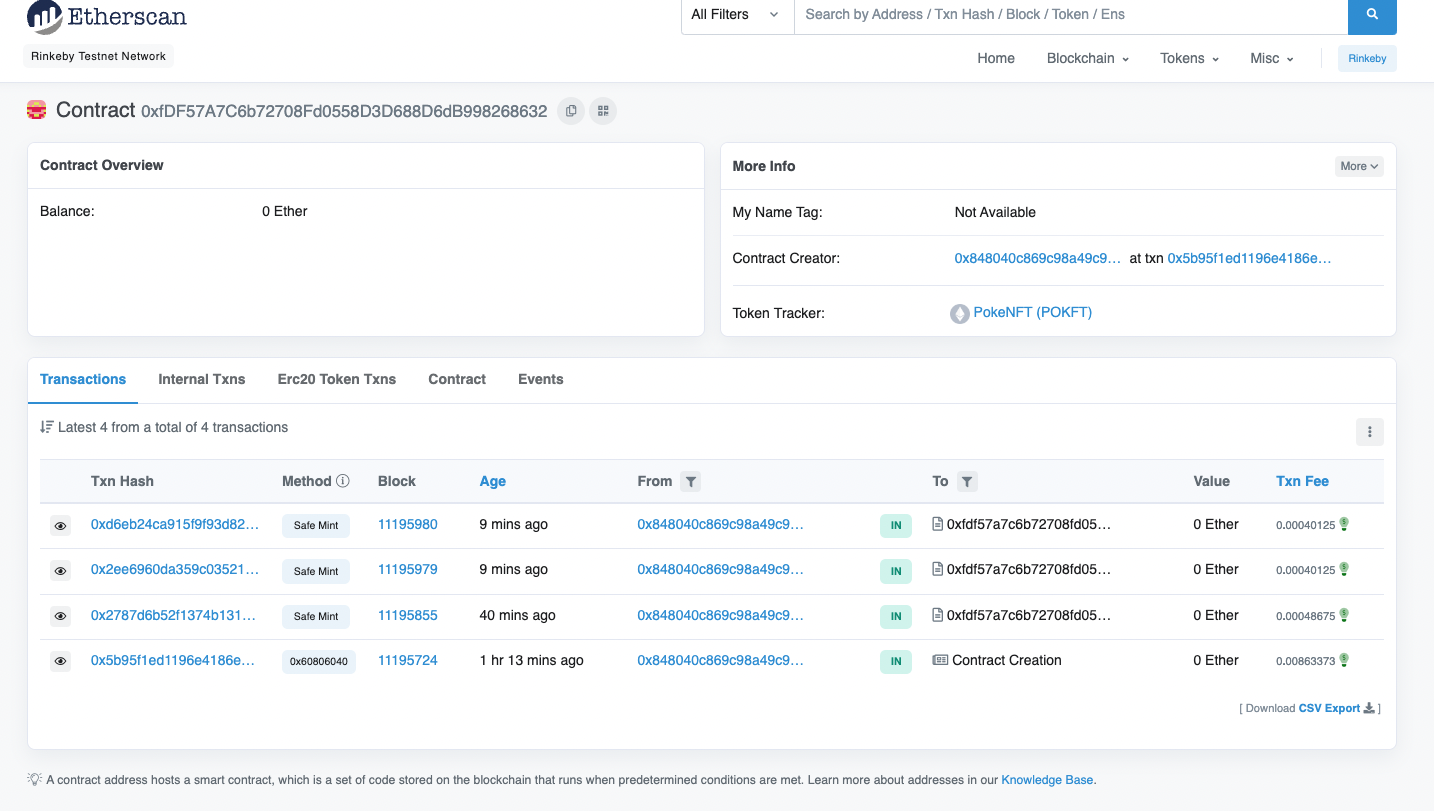 Etherscan
All Filters Search by Address / Txn Hash / Block / Token / Ens
Rinkeby Testnet Network
Home Blockchain Tokens Misc Rinkeby
Contract 0xfDF57A7C6b72708Fd0558D3D688D6dB998268632
Contract Overview
Balance: 0 Ether
More Info More
My Name Tag: Not Available
Contract Creator: 0x848040c869c98a49c9... at txn 0x5b95f1ed1196e4186e...
Token Tracker: PokeNFT (POKFT)
Transactions Internal Txns Erc20 Token Txns Contract Events
Latest 4 from a total of 4 transactions
Txn Hash Method Block Age From To Value Txn Fee
0xd6eb24ca915f9f93d82... Safe Mint 11195980 9 mins ago 0x848040c869c98a49c9... IN 0xfdf57a7c6b72708fd05... 0 Ether 0.00040125
0x2ee6960da359c03521... Safe Mint 11195979 9 mins ago 0x848040c869c98a49c9... IN 0xfdf57a7c6b72708fd05... 0 Ether 0.00040125
0x2787d6b52f1374b131... Safe Mint 11195855 40 mins ago 0x848040c869c98a49c9... IN 0xfdf57a7c6b72708fd05... 0 Ether 0.00048675
0x5b95f1ed1196e4186e... 0x60806040 11195724 1 hr 13 mins ago 0x848040c869c98a49c9... IN Contract Creation 0 Ether 0.00863373
[ Download CSV Export ]
A contract address hosts a smart contract, which is a set of code stored on the blockchain that runs when predetermined conditions are met. Learn more about addresses in our Knowledge Base.